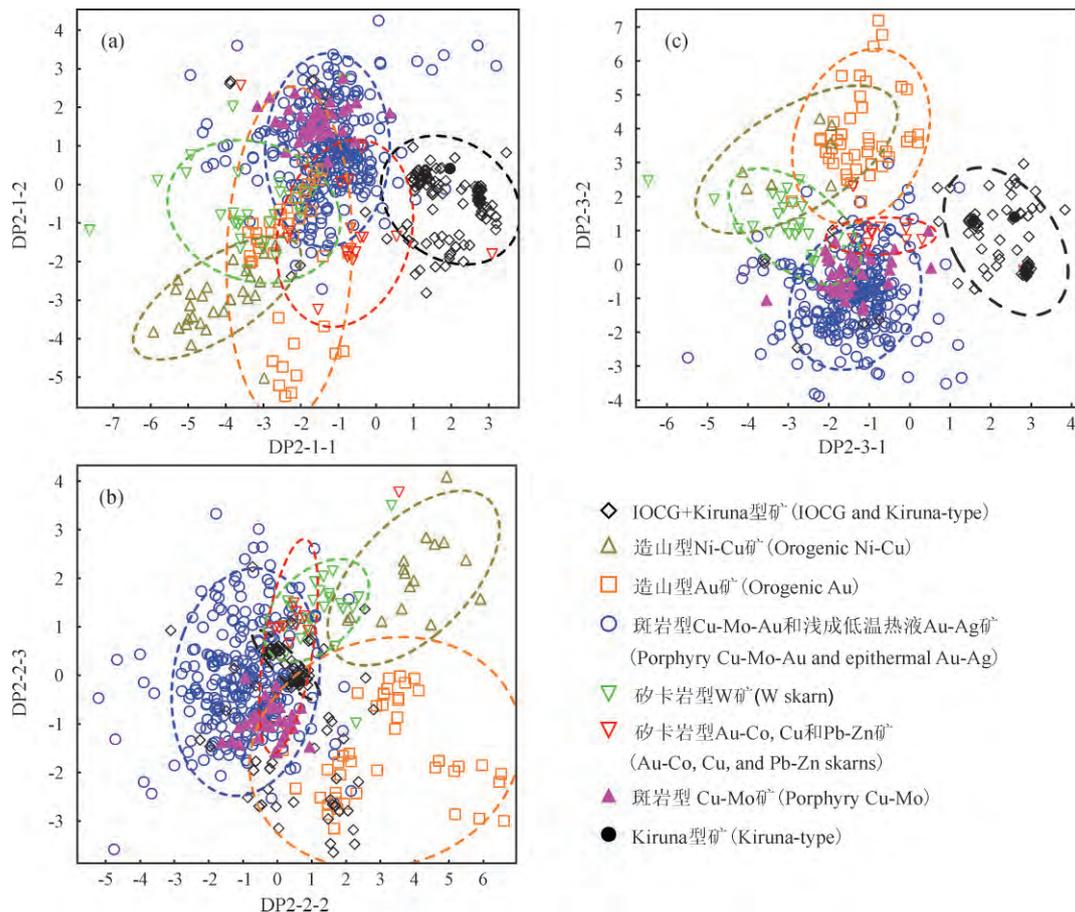 (a)
4
3
2
1
0
-1
-2
-3
-4
-5
DP2-1-2
-7 -6 -5 -4 -3 -2 -1 0 1 2 3
DP2-1-1
(c)
7
6
5
4
3
2
1
0
-1
-2
-3
-4
DP2-3-2
-6 -5 -4 -3 -2 -1 0 1 2 3 4
DP2-3-1
(b)
4
3
2
1
0
-1
-2
-3
DP2-2-3
-5 -4 -3 -2 -1 0 1 2 3 4 5 6
DP2-2-2
IOCG+Kiruna型矿(IOCG and Kiruna-type)
造山型Ni-Cu矿(Orogenic Ni-Cu)
造山型Au矿(Orogenic Au)
斑岩型Cu-Mo-Au和浅成低温热液Au-Ag矿
(Porphyry Cu-Mo-Au and epithermal Au-Ag)
矽卡岩型W矿(W skarn)
矽卡岩型Au-Co, Cu和Pb-Zn矿
(Au-Co, Cu, and Pb-Zn skarns)
斑岩型 Cu-Mo矿(Porphyry Cu-Mo)
Kiruna型矿(Kiruna-type)